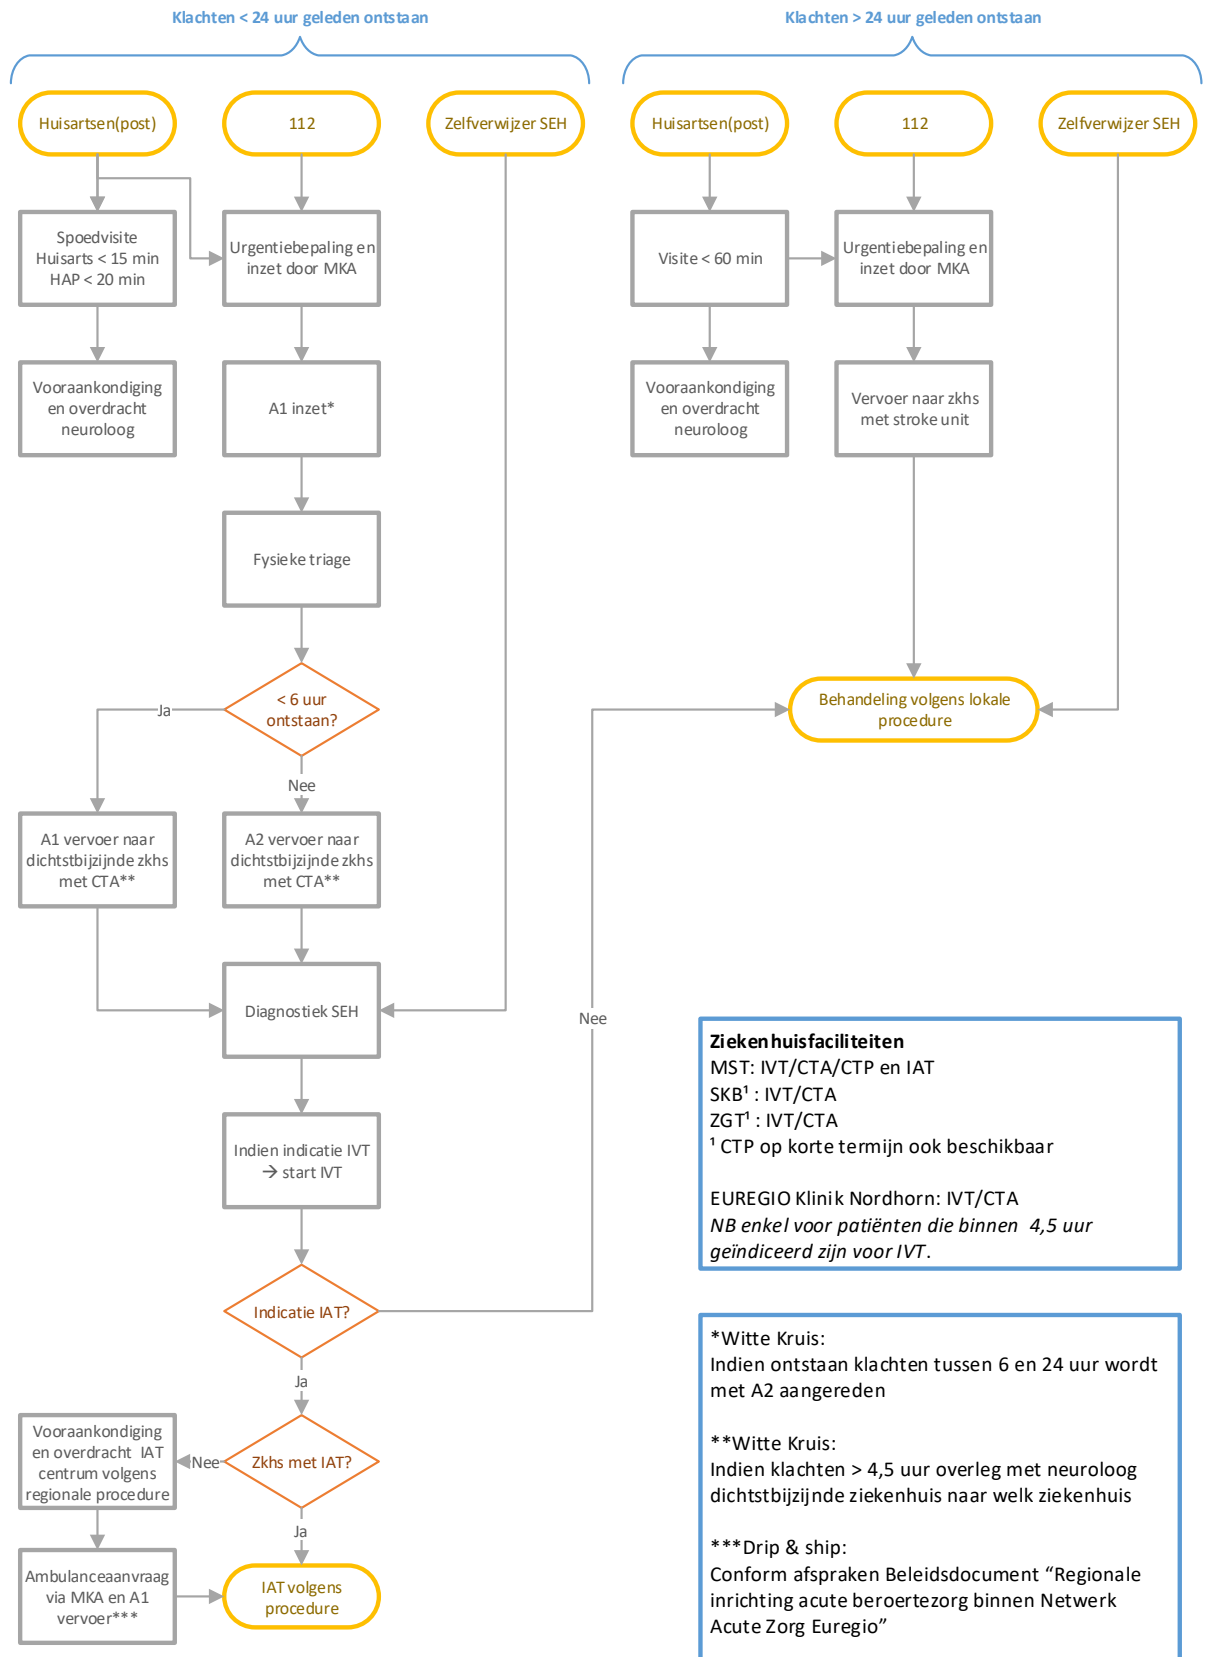 Klachten < 24 uur geleden ontstaan
Klachten > 24 uur geleden ontstaan
Huisartsen(post)
112
Zelfverwijzer SEH
Huisartsen(post)
112
Zelfverwijzer SEH
Spoedvisite
Huisarts < 15 min
HAP < 20 min
Urgentiebepaling en
inzet door MKA
Visite < 60 min
Urgentiebepaling en
inzet door MKA
Vooraankondiging
en overdracht
neuroloog
A1 inzet*
Vooraankondiging
en overdracht
neuroloog
Vervoer naar zkhs
met stroke unit
Fysieke triage
< 6 uur
ontstaan?
Ja
Nee
Behandeling volgens lokale
procedure
A1 vervoer naar
dichtstbijzijnde zkhs
met CTA**
A2 vervoer naar
dichtstbijzijnde zkhs
met CTA**
Diagnostiek SEH
Nee
Indien indicatie IVT
→ start IVT
Indicatie IAT?
Ja
Vooraankondiging
en overdracht IAT
centrum volgens
regionale procedure
Nee
Zkhs met IAT?
Ja
Ambulanceaanvraag
via MKA en A1
vervoer***
IAT volgens
procedure
Ziekenhuisfaciliteiten
MST: IVT/CTA/CTP en IAT
SKB¹ : IVT/CTA
ZGT¹ : IVT/CTA
¹ CTP op korte termijn ook beschikbaar
EUREGIO Klinik Nordhorn: IVT/CTA
NB enkel voor patiënten die binnen 4,5 uur
geïndiceerd zijn voor IVT.
*Witte Kruis:
Indien ontstaan klachten tussen 6 en 24 uur wordt
met A2 aangereden
**Witte Kruis:
Indien klachten > 4,5 uur overleg met neuroloog
dichtstbijzijnde ziekenhuis naar welk ziekenhuis
***Drip & ship:
Conform afspraken Beleidsdocument “Regionale
inrichting acute beroertezorg binnen Netwerk
Acute Zorg Euregio”